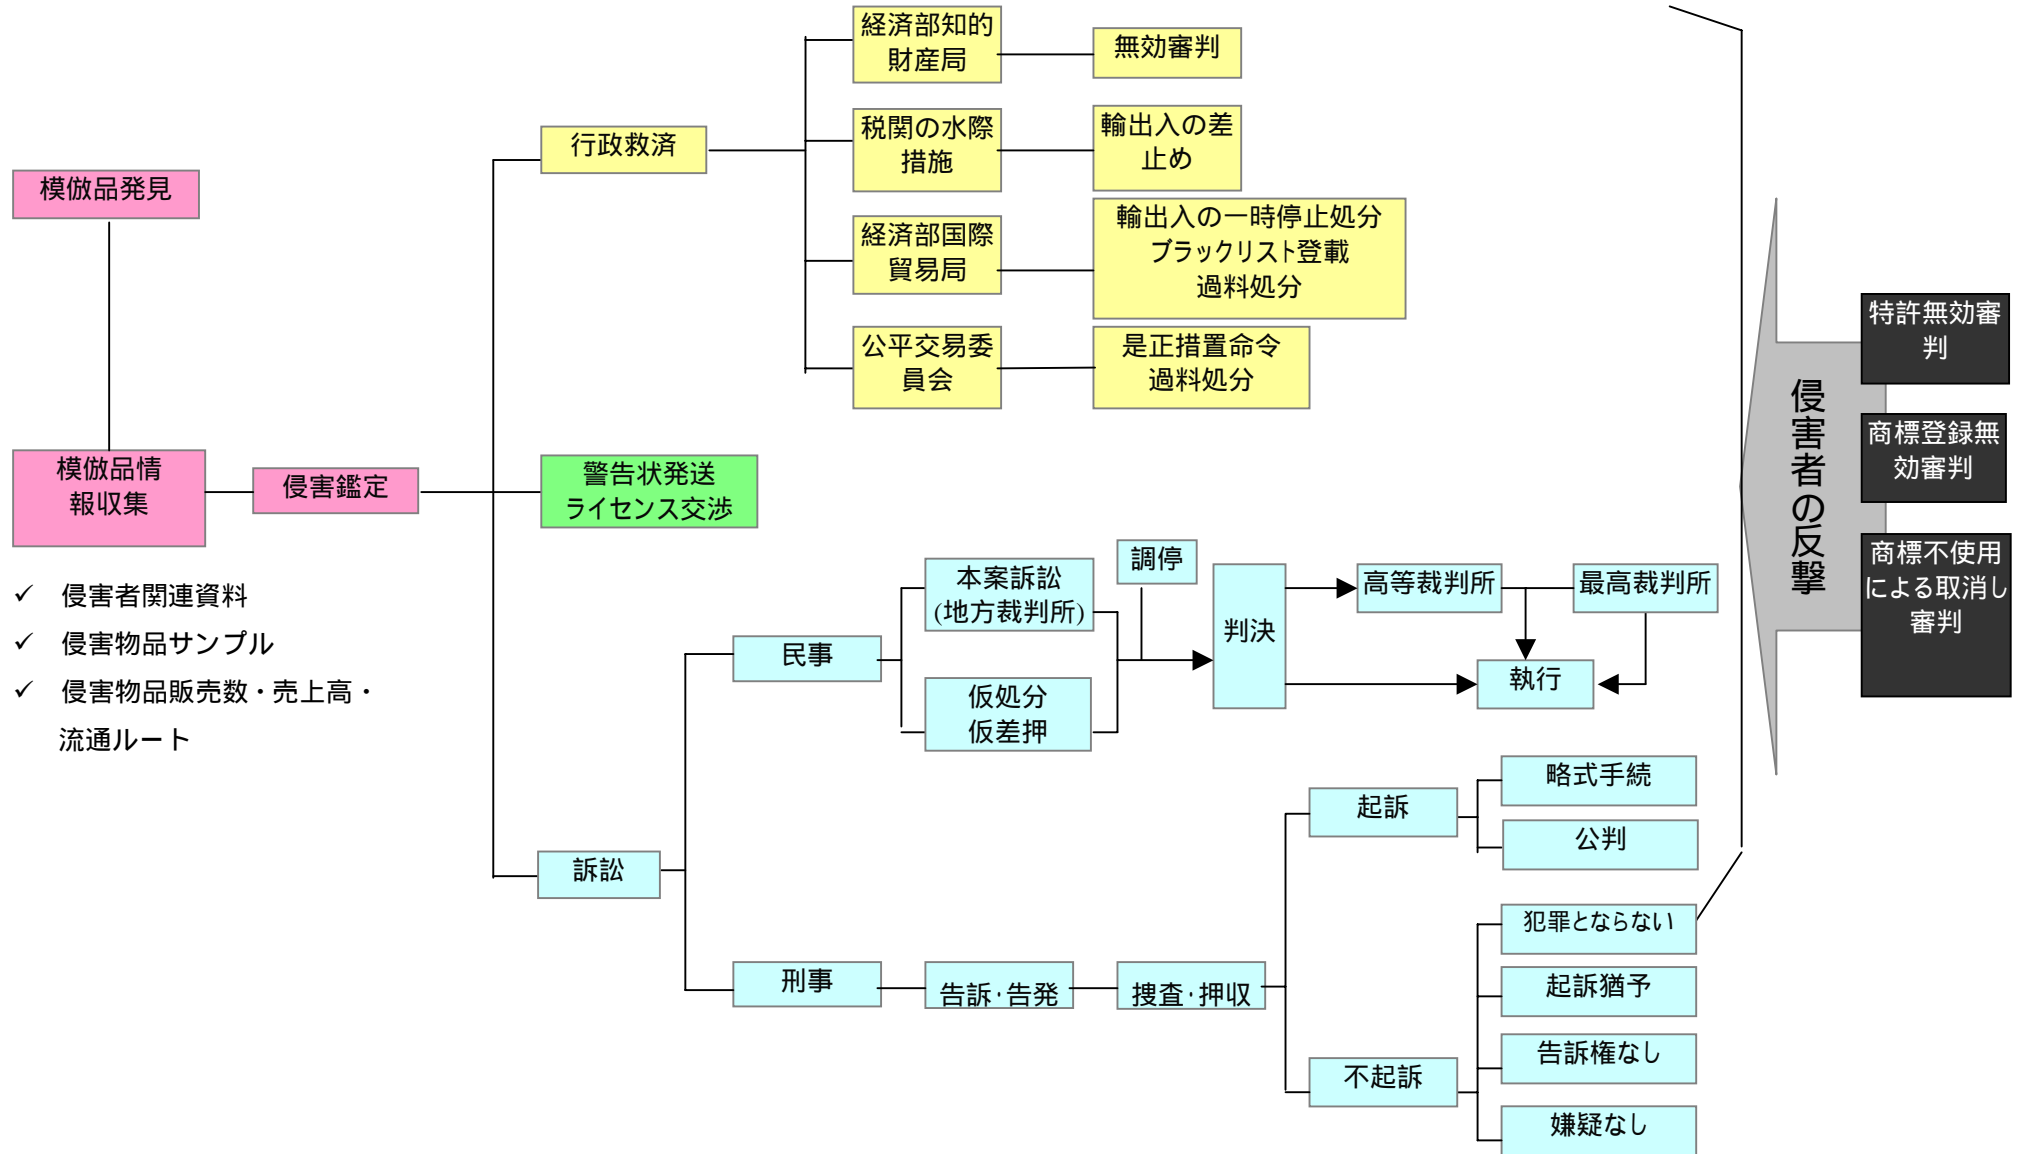 模倣品発見
模倣品情
報収集
侵害鑑定
✓ 侵害者関連資料
✓ 侵害物品サンプル
✓ 侵害物品販売数・売上高・
流通ルート
行政救済
経済部知的
財産局
無効審判
税関の水際
措施
輸出入の差
止め
経済部国際
貿易局
輸出入の一時停止処分
ブラックリスト登載
過料処分
公平交易委
員会
是正措置命令
過料処分
警告状発送
ライセンス交渉
訴訟
民事
本案訴訟
(地方裁判所)
仮処分
仮差押
調停
判決
高等裁判所
最高裁判所
執行
刑事
告訴・告発
捜査・押収
起訴
略式手続
公判
不起訴
犯罪とならない
起訴猶予
告訴権なし
嫌疑なし
侵害者の反撃
特許無効審
判
商標登録無
効審判
商標不使用
による取消し
審判